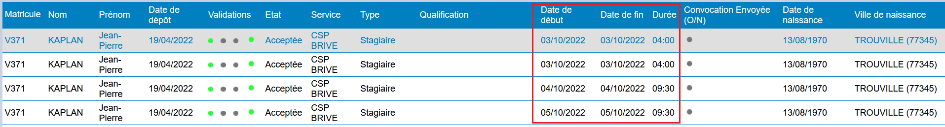 Matricule Nom Prénom Date de dépôt Validations Etat Service Type Qualification Date de début Date de fin Durée Convocation Envoyée (O/N) Date de naissance Ville de naissance
V371 KAPLAN Jean-Pierre 19/04/2022 Acceptée CSP BRIVE Stagiaire 03/10/2022 03/10/2022 04:00 13/08/1970 TROUVILLE (77345)
V371 KAPLAN Jean-Pierre 19/04/2022 Acceptée CSP BRIVE Stagiaire 03/10/2022 03/10/2022 04:00 13/08/1970 TROUVILLE (77345)
V371 KAPLAN Jean-Pierre 19/04/2022 Acceptée CSP BRIVE Stagiaire 04/10/2022 04/10/2022 09:30 13/08/1970 TROUVILLE (77345)
V371 KAPLAN Jean-Pierre 19/04/2022 Acceptée CSP BRIVE Stagiaire 05/10/2022 05/10/2022 09:30 13/08/1970 TROUVILLE (77345)